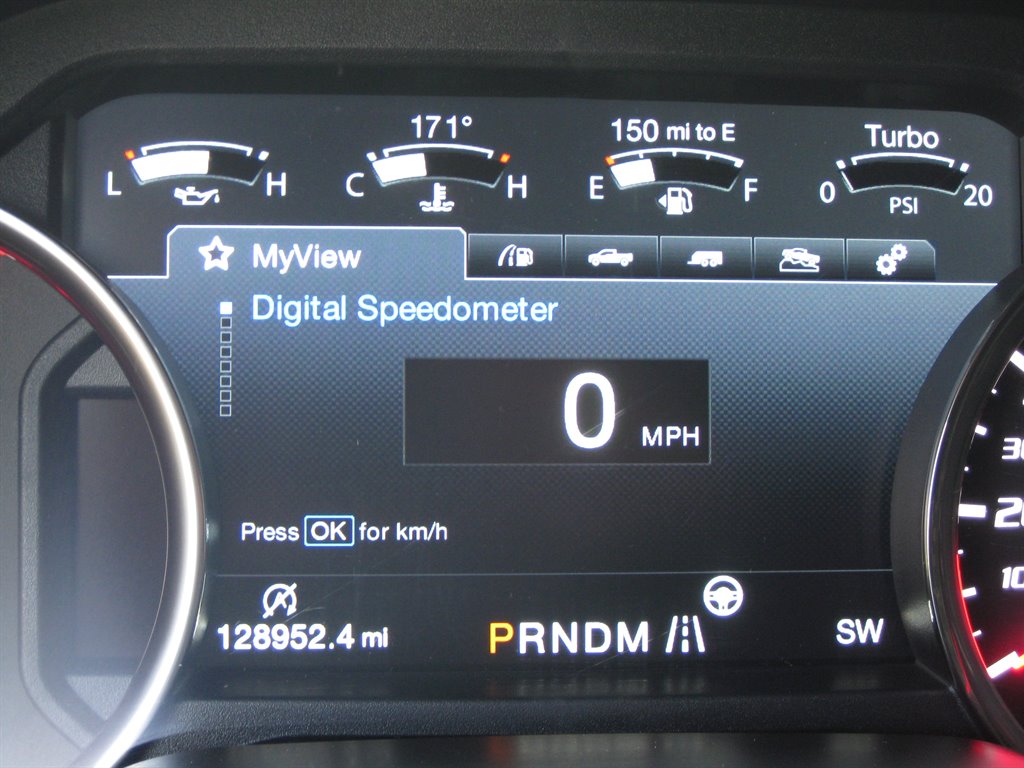 171°
150 mi to E
Turbo
L H
C H
E F
0 20
PSI
MyView
Digital Speedometer
0 MPH
Press OK for km/h
128952.4 mi
PRNDM
SW
20